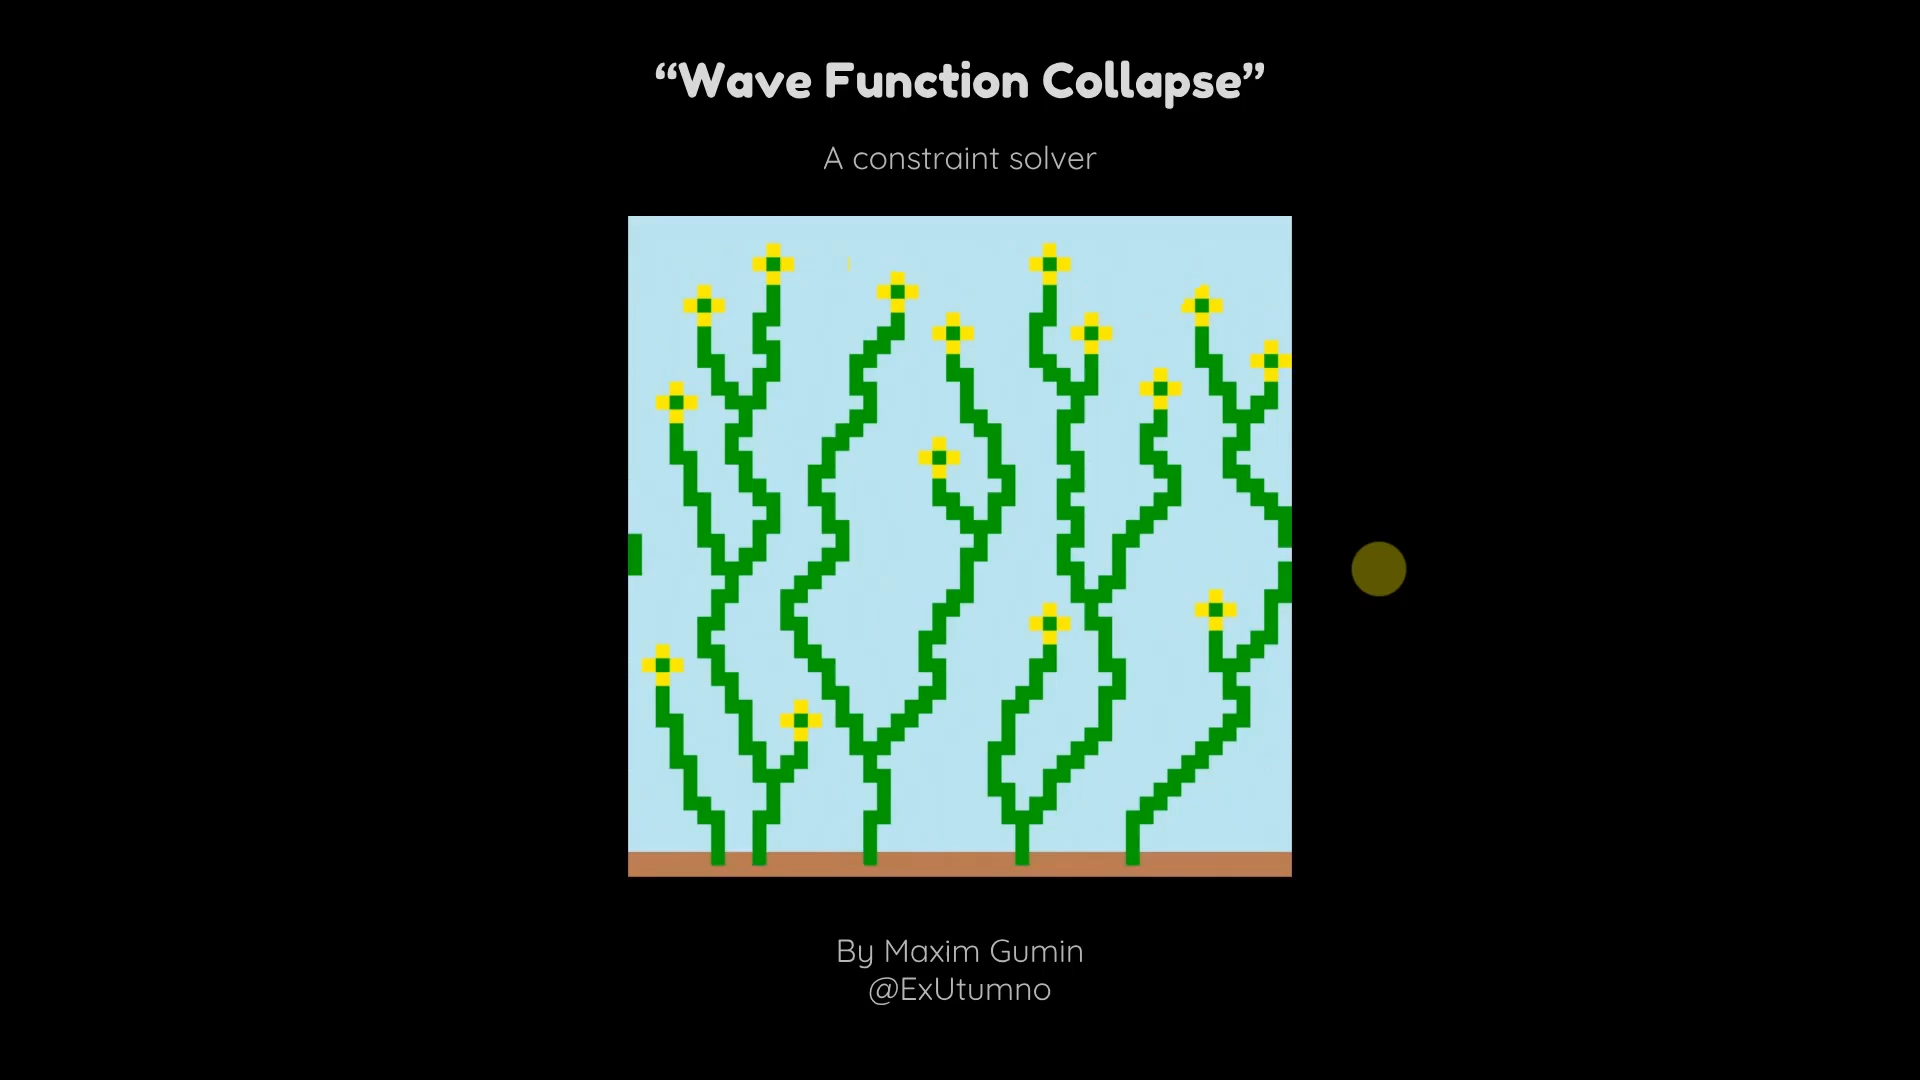 “Wave Function Collapse”
A constraint solver
By Maxim Gumin
@ExUtumno